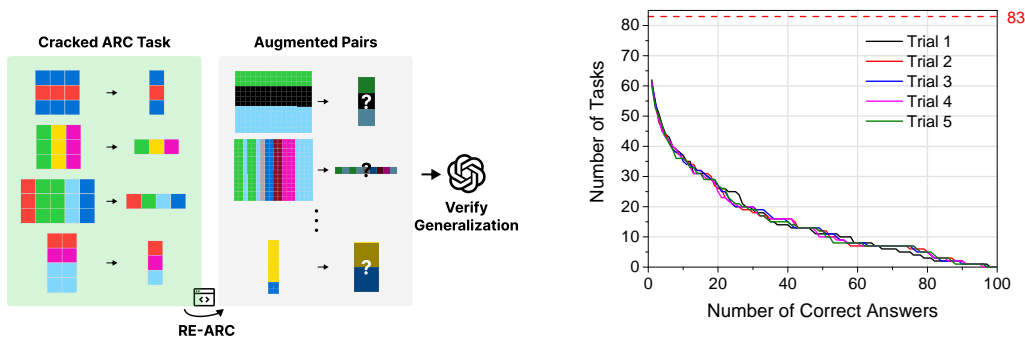 Cracked ARC Task
Augmented Pairs
?
?
?
RE-ARC
Verify
Generalization
83
Number of Tasks
80
70
60
50
40
30
20
10
0
Trial 1
Trial 2
Trial 3
Trial 4
Trial 5
0
20
40
60
80
100
Number of Correct Answers